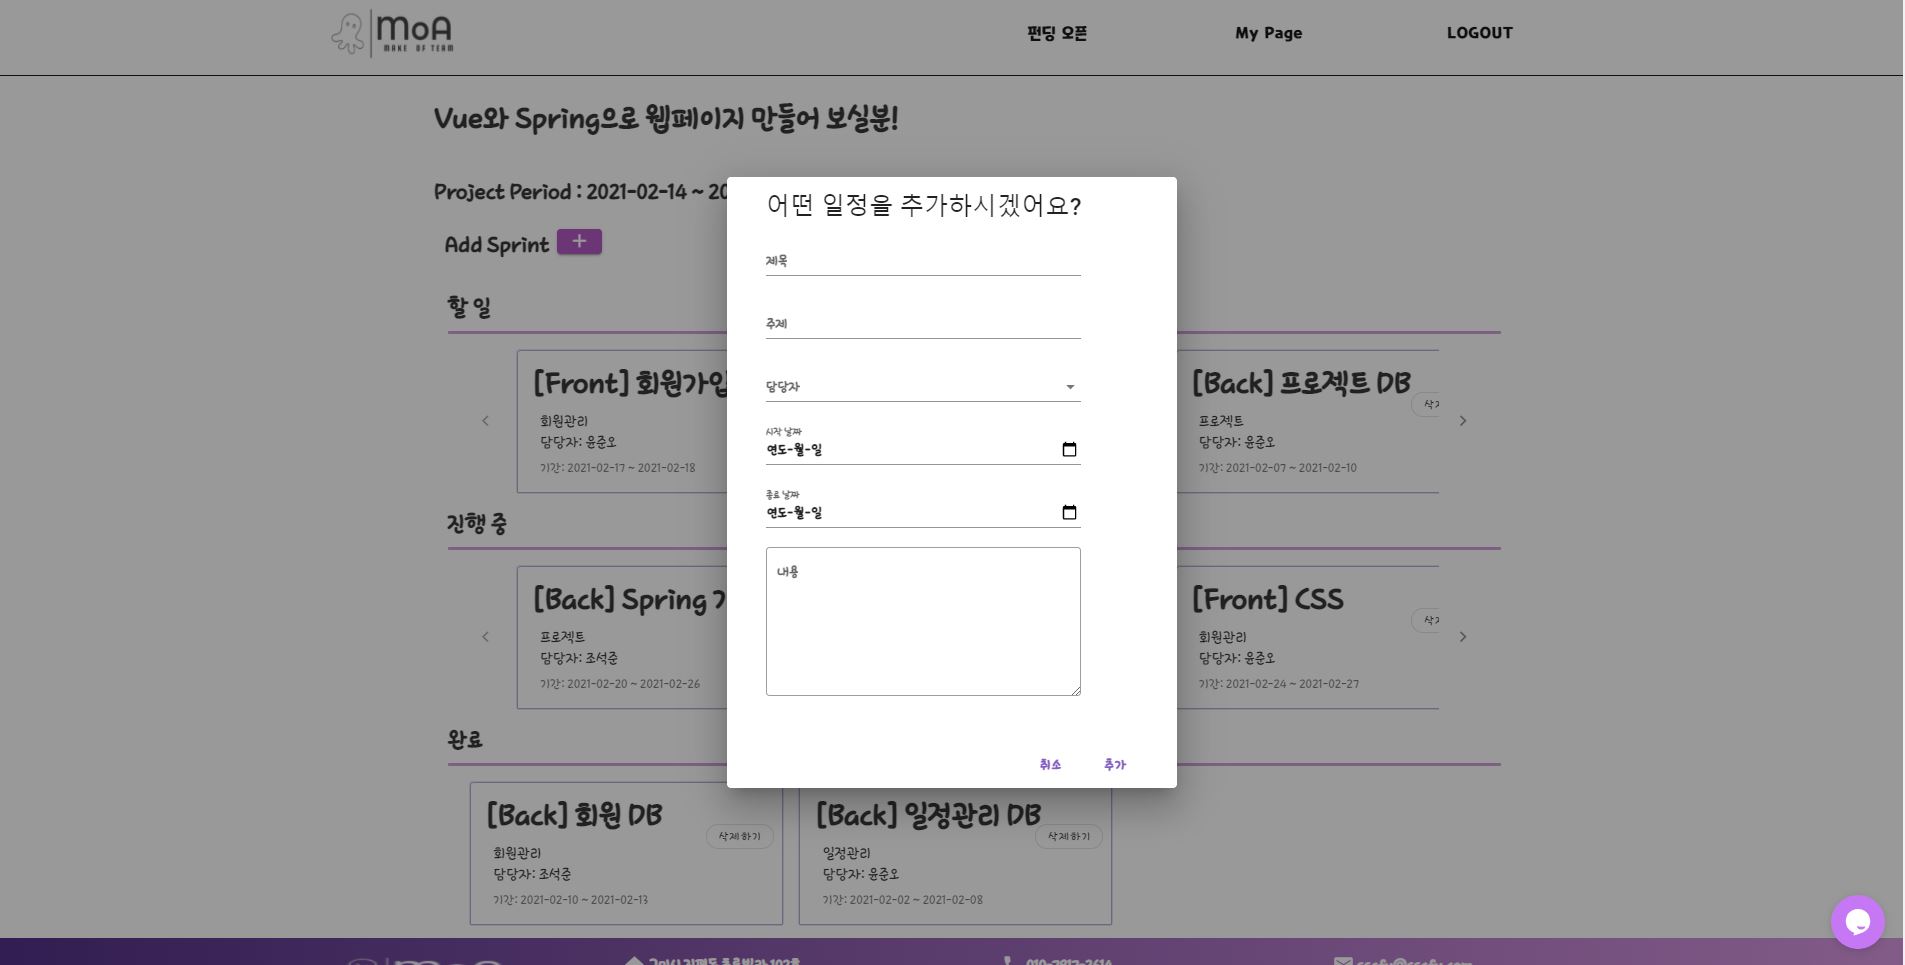 MoA
MAKE OF TEAM
펀딩 오픈
My Page
LOGOUT
Vue와 Spring으로 웹페이지 만들어 보실분!
Project Period : 2021-02-14 ~ 20
Add Sprint
+
어떤 일정을 추가하시겠어요?
제목
주제
담당자
시작 날짜
연도-월-일
종료 날짜
연도-월-일
내용
취소
추가
할 일
[Front] 회원가입
회원관리
담당자: 윤준오
기간: 2021-02-17 ~ 2021-02-18
[Back] 프로젝트 DB
프로젝트
담당자: 윤준오
기간: 2021-02-07 ~ 2021-02-10
진행 중
[Back] Spring
프로젝트
담당자: 조석준
기간: 2021-02-20 ~ 2021-02-26
[Front] CSS
회원관리
담당자: 윤준오
기간: 2021-02-24 ~ 2021-02-27
완료
[Back] 회원 DB
삭제하기
회원관리
담당자: 조석준
기간: 2021-02-10 ~ 2021-02-13
[Back] 일정관리 DB
삭제하기
일정관리
담당자: 윤준오
기간: 2021-02-02 ~ 2021-02-08